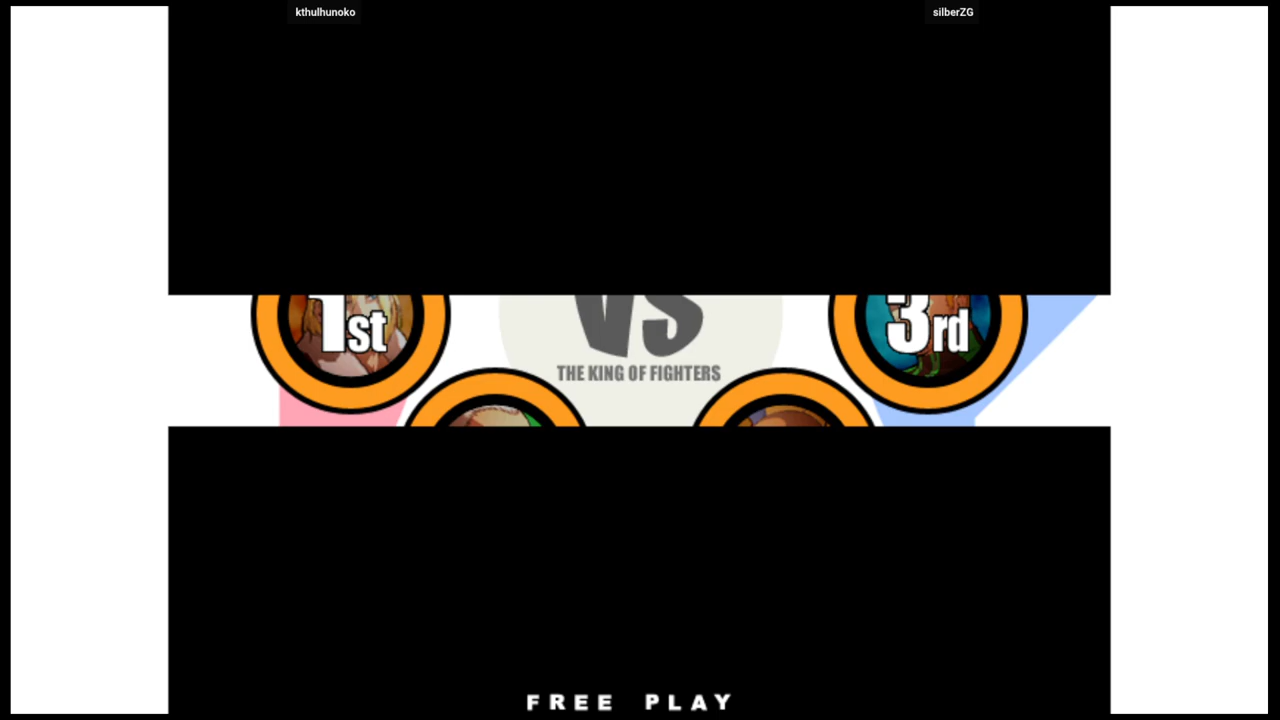 kthulhunoko
silberZG
1st
VS
3rd
THE KING OF FIGHTERS
FREE PLAY